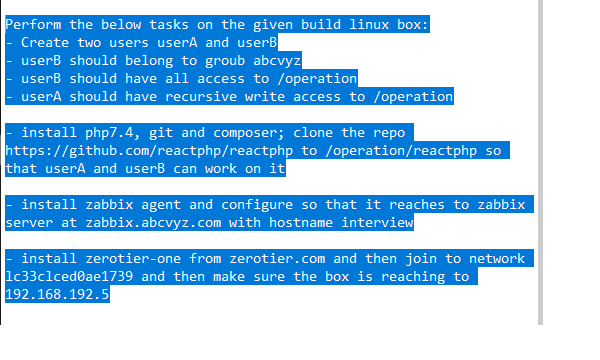 Perform the below tasks on the given build linux box:
- Create two users userA and userB
- userB should belong to groub abcvyz
- userB should have all access to /operation
- userA should have recursive write access to /operation
- install php7.4, git and composer; clone the repo
https://github.com/reactphp/reactphp to /operation/reactphp so
that userA and userB can work on it
- install zabbix agent and configure so that it reaches to zabbix
server at zabbix.abcvyz.com with hostname interview
- install zerotier-one from zerotier.com and then join to network
lc33clced0ae1739 and then make sure the box is reaching to
192.168.192.5